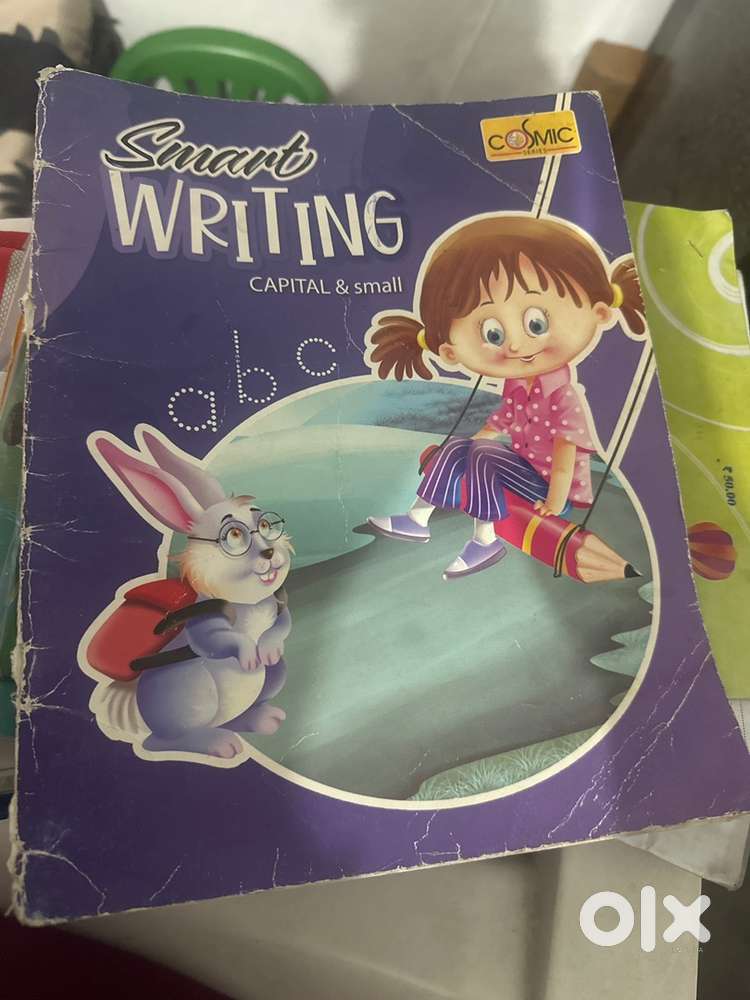 Smart
COSMIC
SERIES
WRITING
CAPITAL & small
a b c
₹ 50.00
olx